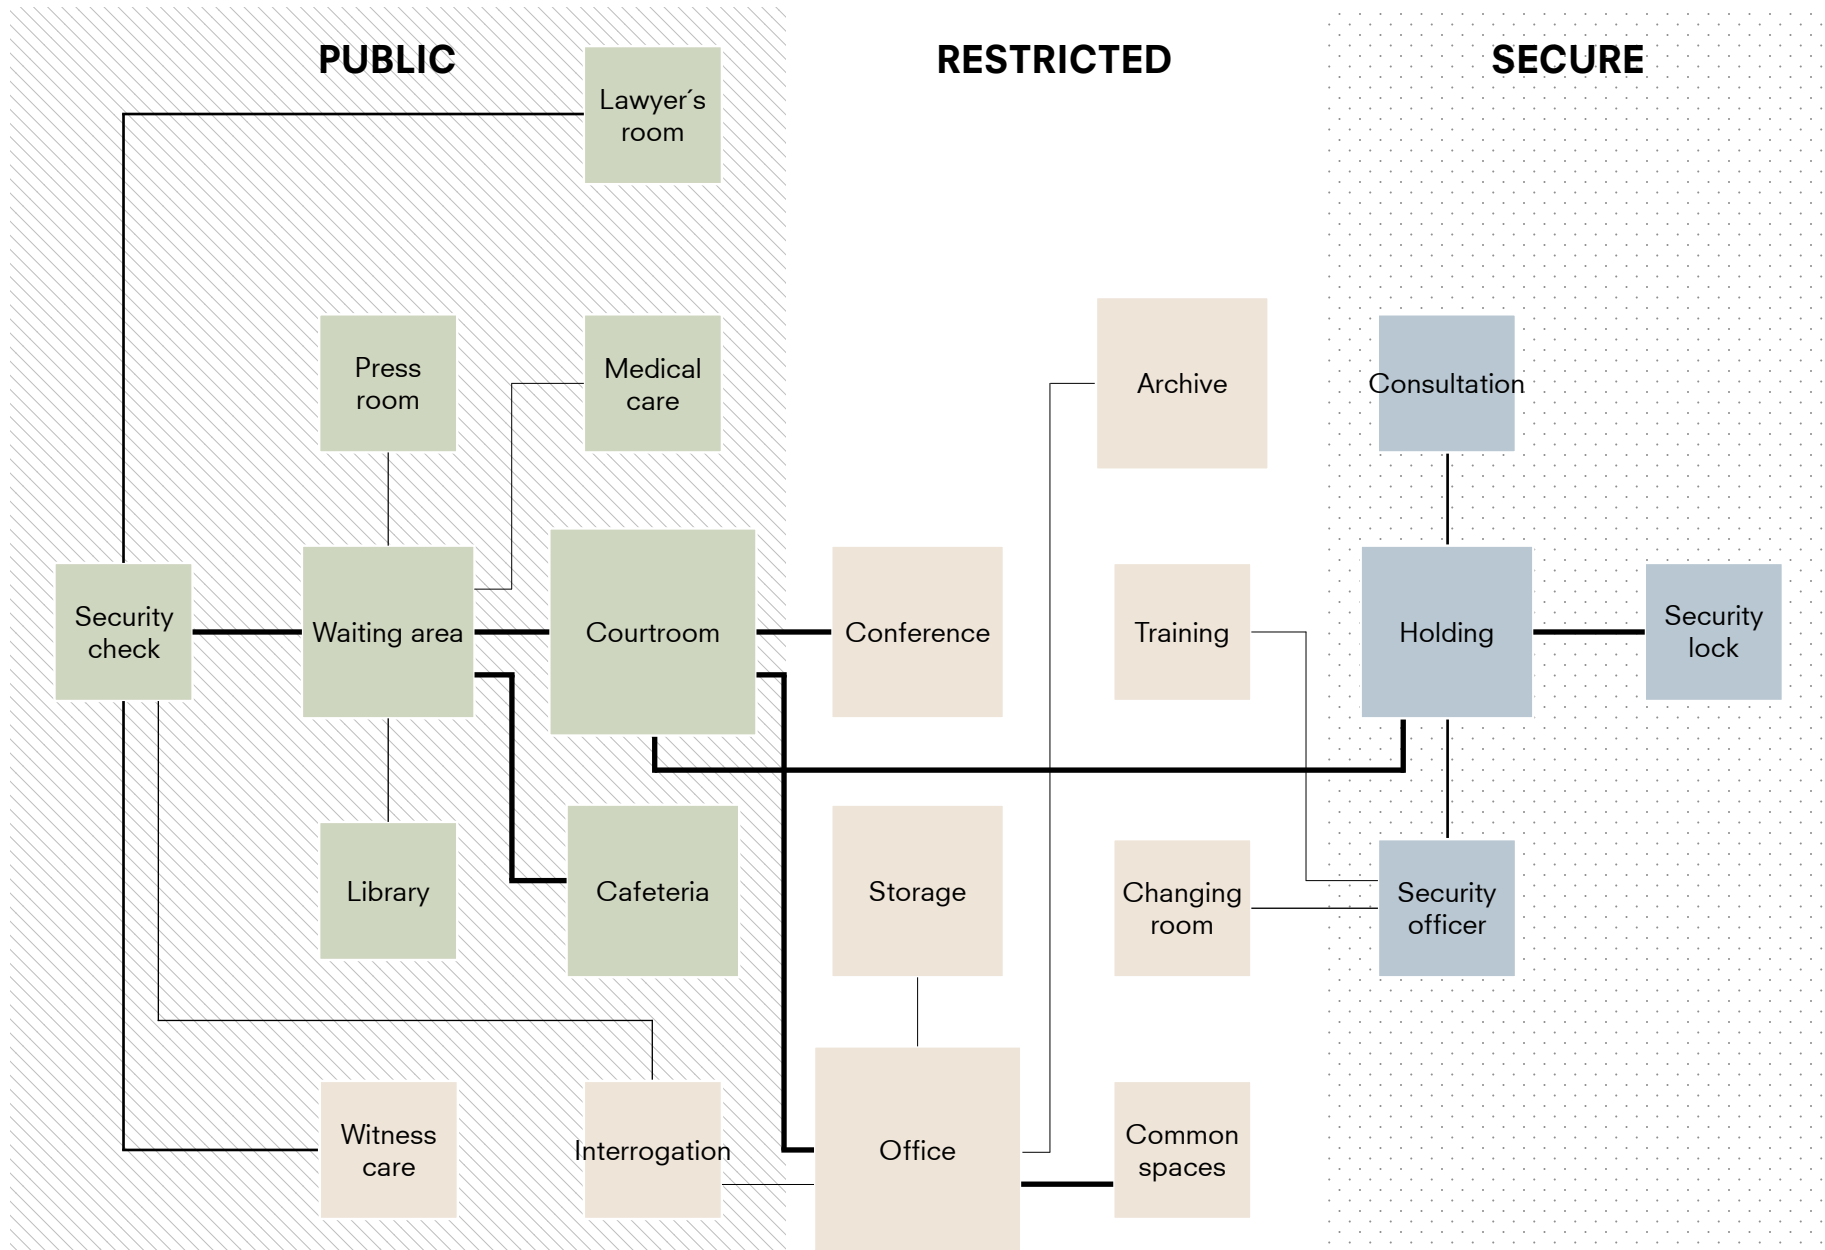 PUBLIC
RESTRICTED
SECURE
Lawyer´s
room
Press
room
Medical
care
Archive
Consultation
Security
check
Waiting area
Courtroom
Conference
Training
Holding
Security
lock
Library
Cafeteria
Storage
Changing
room
Security
officer
Witness
care
Interrogation
Office
Common
spaces